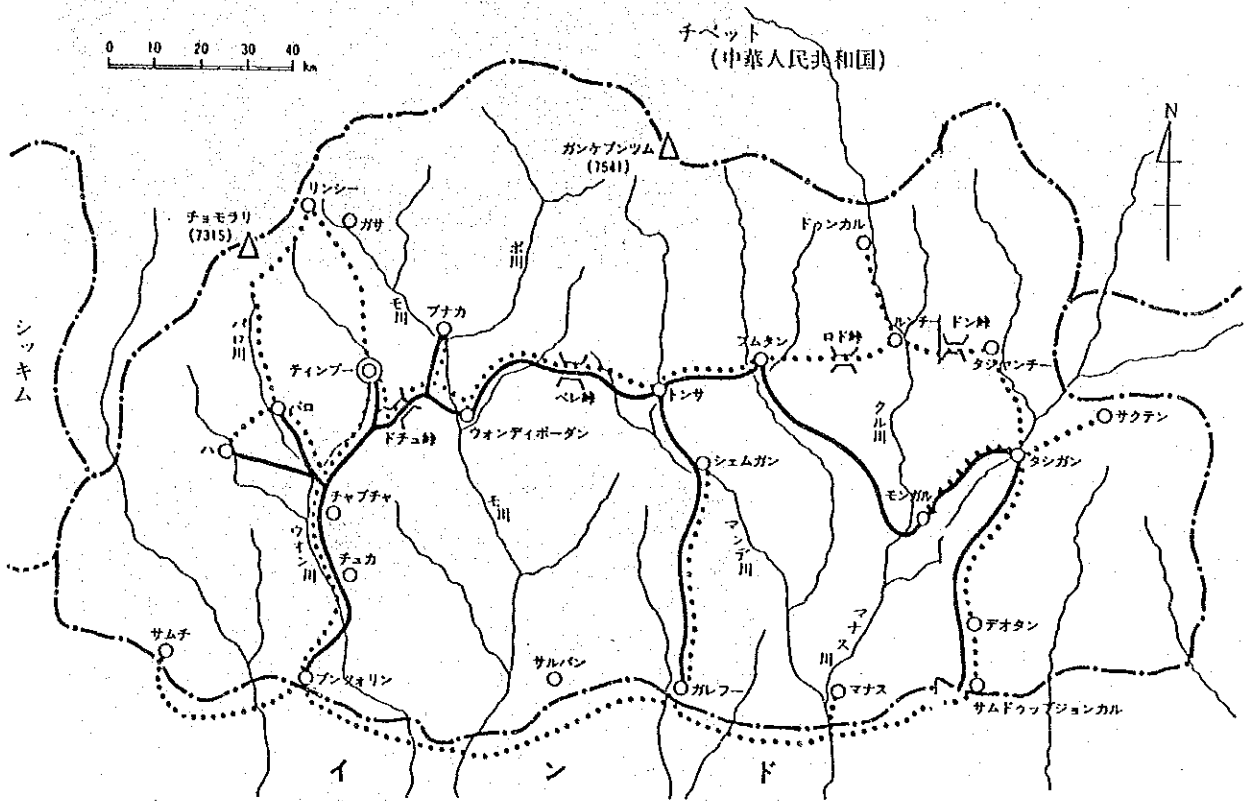 0 10 20 30 40
km
チベット
(中華人民共和国)
N
ガンケプンツム
(7541)
リンシー
ガサ
チョモラリ
(7315)
ドゥンカル
ポ川
モ川
プナカ
シッキム
パロ川
ティンプー
ブムタン
ロド峠
ルンチー
ドン峠
タジャンチー
ペレ峠
トンサ
パロ
ドチュ峠
ウォンディポーダン
クル川
サクテン
ハ
シェムガン
タシガン
チャプチャ
モ川
モンガル
ウォン川
チュカ
マンデ川
マナス川
デオタン
サムチ
プンツォリン
サルバン
ガレフー
マナス
サムドゥップジョンカル
インド